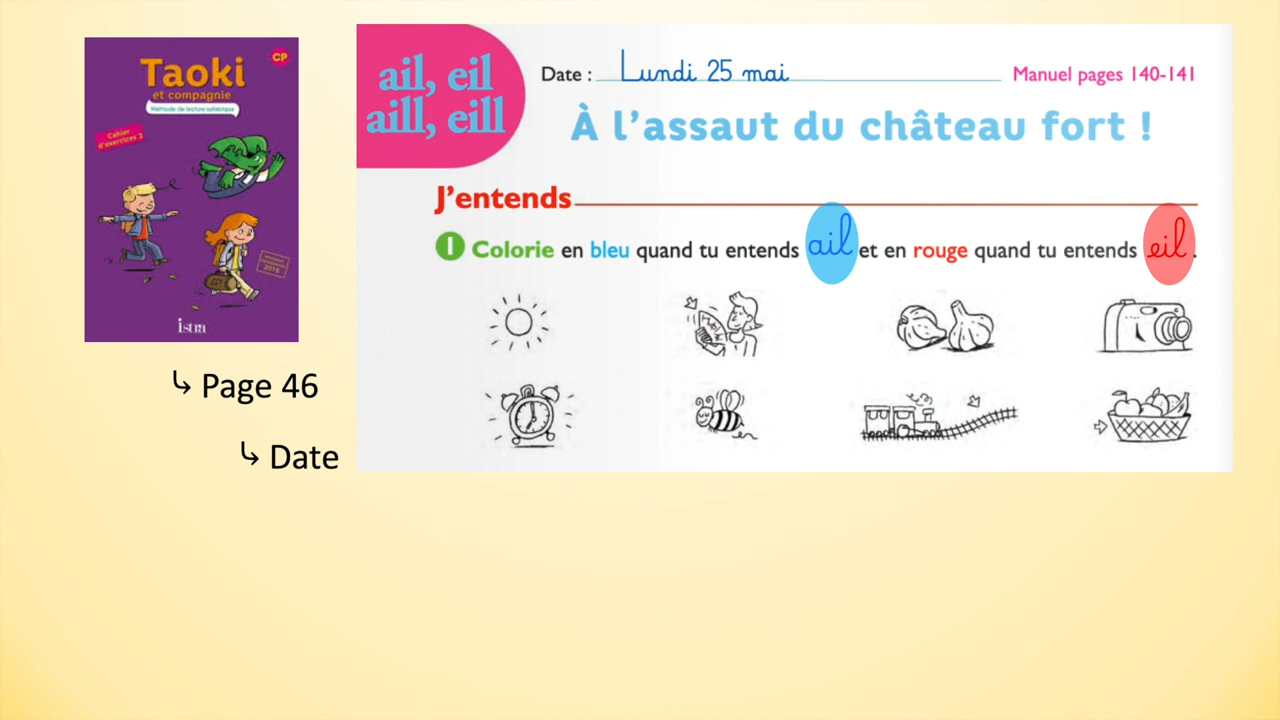 CP
Taoki
et compagnie
Méthode de lecture syllabique
Cahier
d'exercices 2
istra
↳ Page 46
↳ Date
ail, eil
aill, eill
Date : Lundi 25 mai
Manuel pages 140-141
À l'assaut du château fort !
J'entends
1 Colorie en bleu quand tu entends ail et en rouge quand tu entends eil.